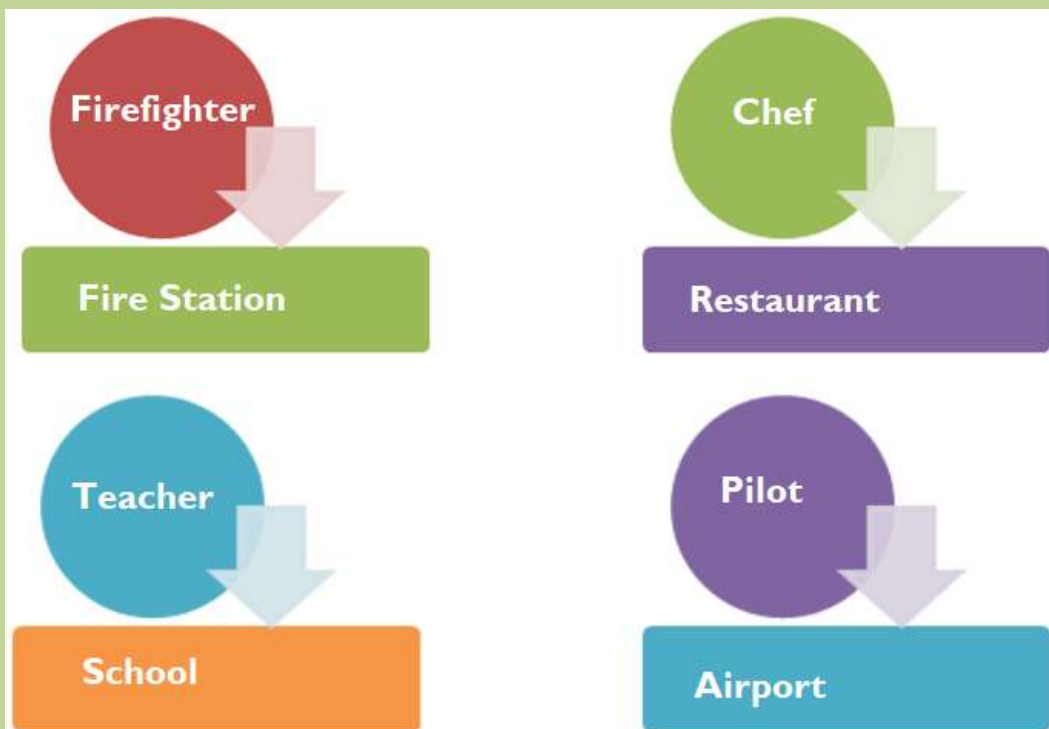 Firefighter
Fire Station
Chef
Restaurant
Teacher
School
Pilot
Airport